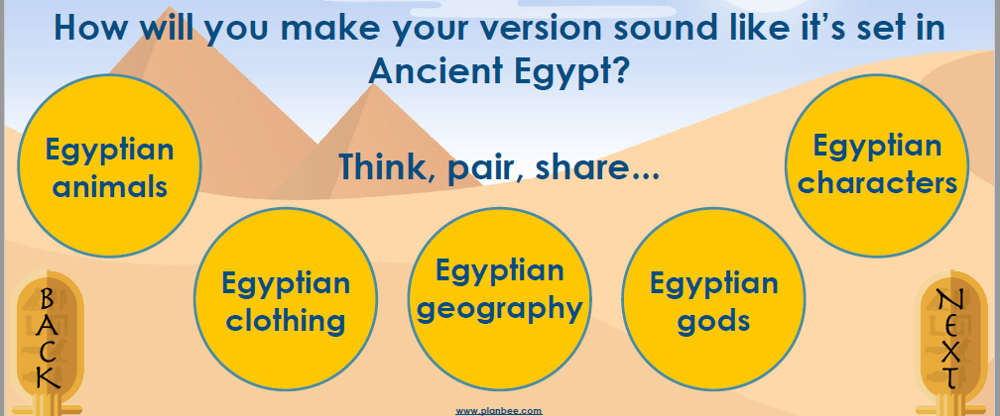 How will you make your version sound like it's set in
Ancient Egypt?
Egyptian
animals
Think, pair, share...
Egyptian
characters
Egyptian
clothing
Egyptian
geography
Egyptian
gods
BACK
NEXT
www.planbee.com